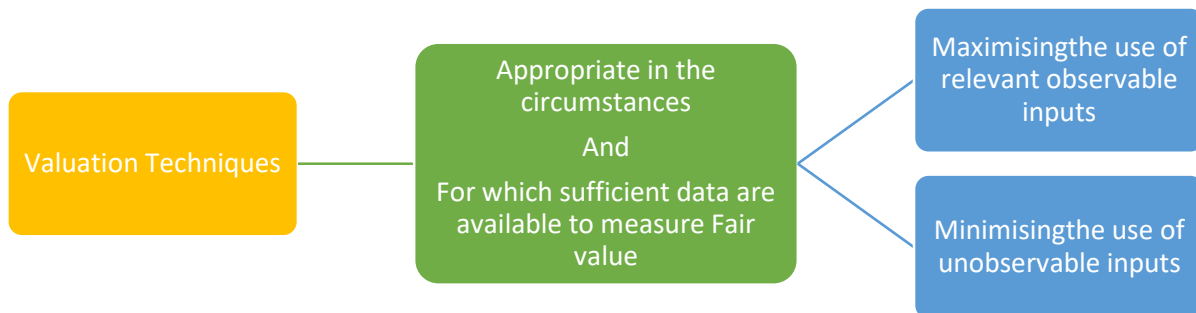 Valuation Techniques
Appropriate in the
circumstances
And
For which sufficient data are
available to measure Fair
value
Maximisingthe use of
relevant observable
inputs
Minimisingthe use of
unobservable inputs